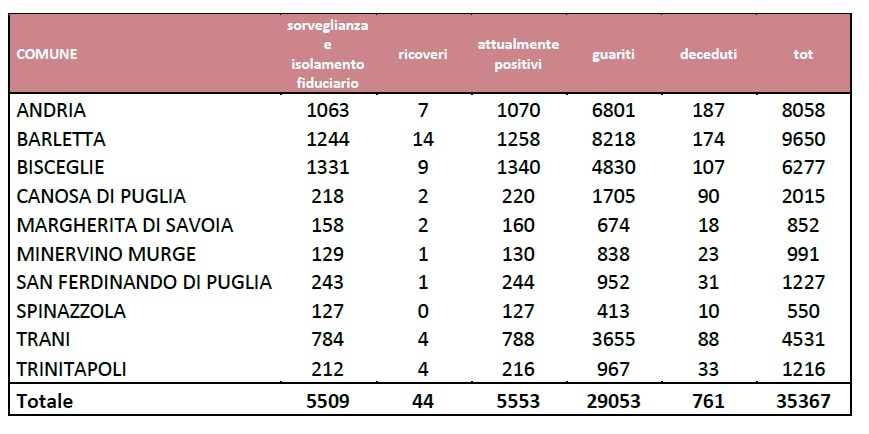 COMUNE sorveglianza e isolamento fiduciario ricoveri attualmente positivi guariti deceduti tot
ANDRIA 1063 7 1070 6801 187 8058
BARLETTA 1244 14 1258 8218 174 9650
BISCEGLIE 1331 9 1340 4830 107 6277
CANOSA DI PUGLIA 218 2 220 1705 90 2015
MARGHERITA DI SAVOIA 158 2 160 674 18 852
MINERVINO MURGE 129 1 130 838 23 991
SAN FERDINANDO DI PUGLIA 243 1 244 952 31 1227
SPINAZZOLA 127 0 127 413 10 550
TRANI 784 4 788 3655 88 4531
TRINITAPOLI 212 4 216 967 33 1216
Totale 5509 44 5553 29053 761 35367